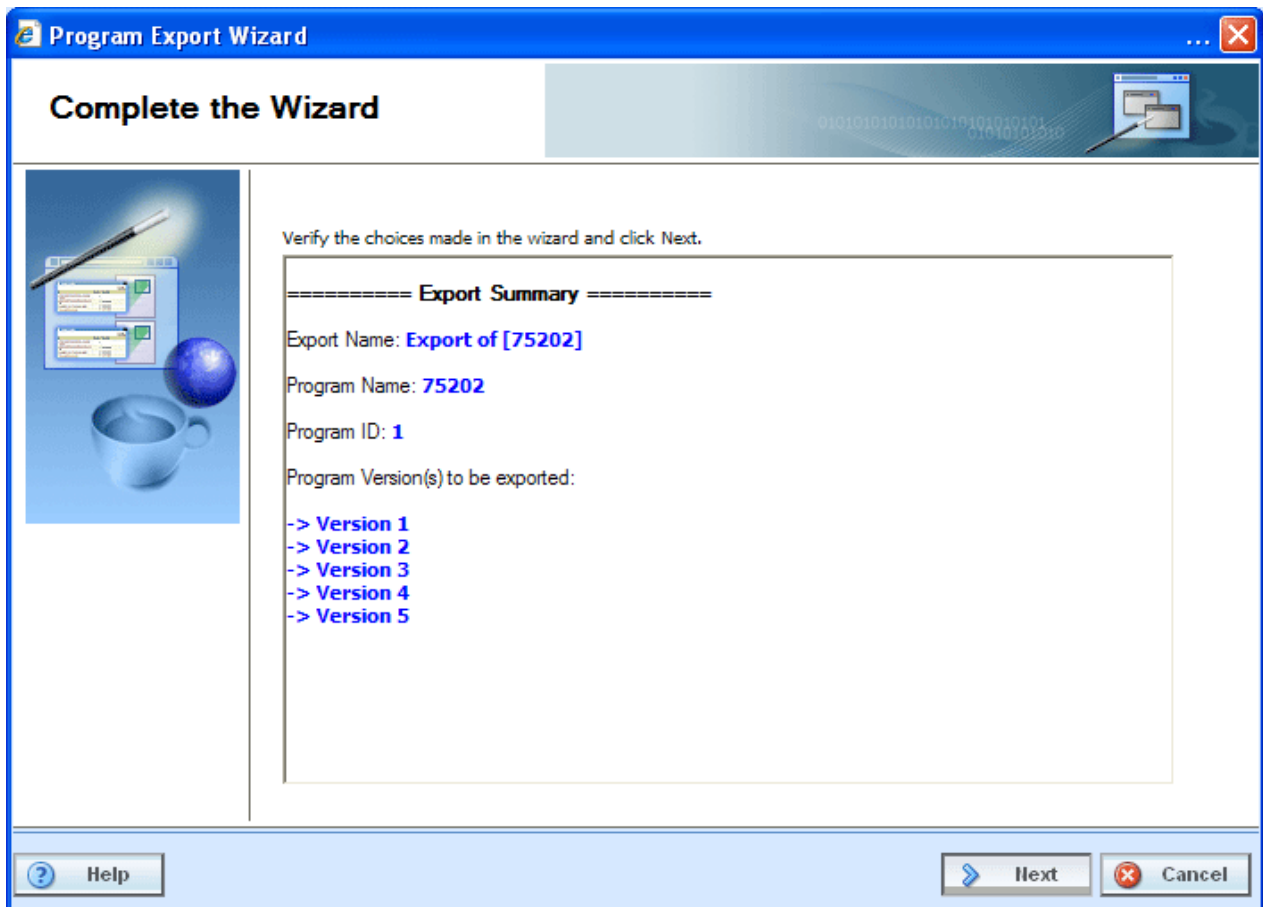 Program Export Wizard
...
Complete the Wizard
Verify the choices made in the wizard and click Next.
========== Export Summary ==========
Export Name: Export of [75202]
Program Name: 75202
Program ID: 1
Program Version(s) to be exported:
-> Version 1
-> Version 2
-> Version 3
-> Version 4
-> Version 5
Help
Next
Cancel